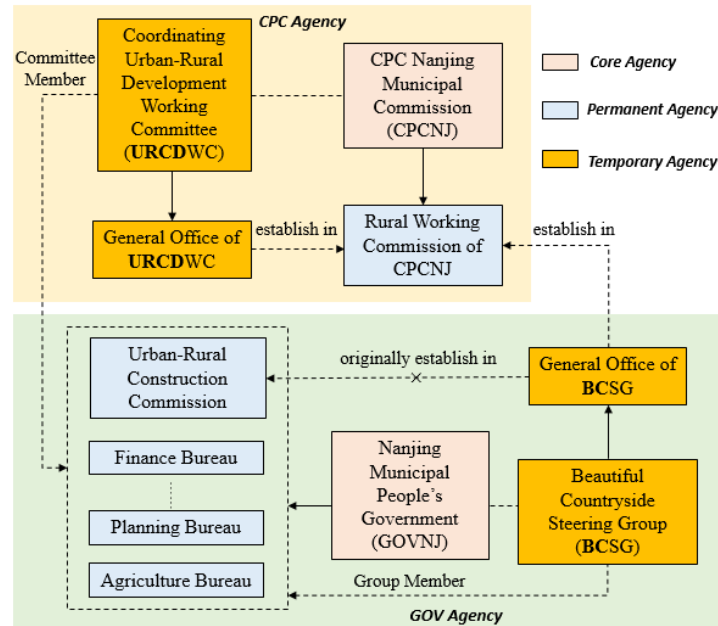 CPC Agency
Committee
Member
Coordinating
Urban-Rural
Development
Working
Committee
(URCDWC)
CPC Nanjing
Municipal
Commission
(CPCNJ)
Core Agency
Permanent Agency
Temporary Agency
General Office of
URCDWC
establish in
Rural Working
Commission of
CPCNJ
establish in
Urban-Rural
Construction
Commission
originally establish in
General Office of
BCSG
Finance Bureau
Planning Bureau
Agriculture Bureau
Nanjing
Municipal
People's
Government
(GOVNJ)
Beautiful
Countryside
Steering Group
(BCSG)
Group Member
GOV Agency